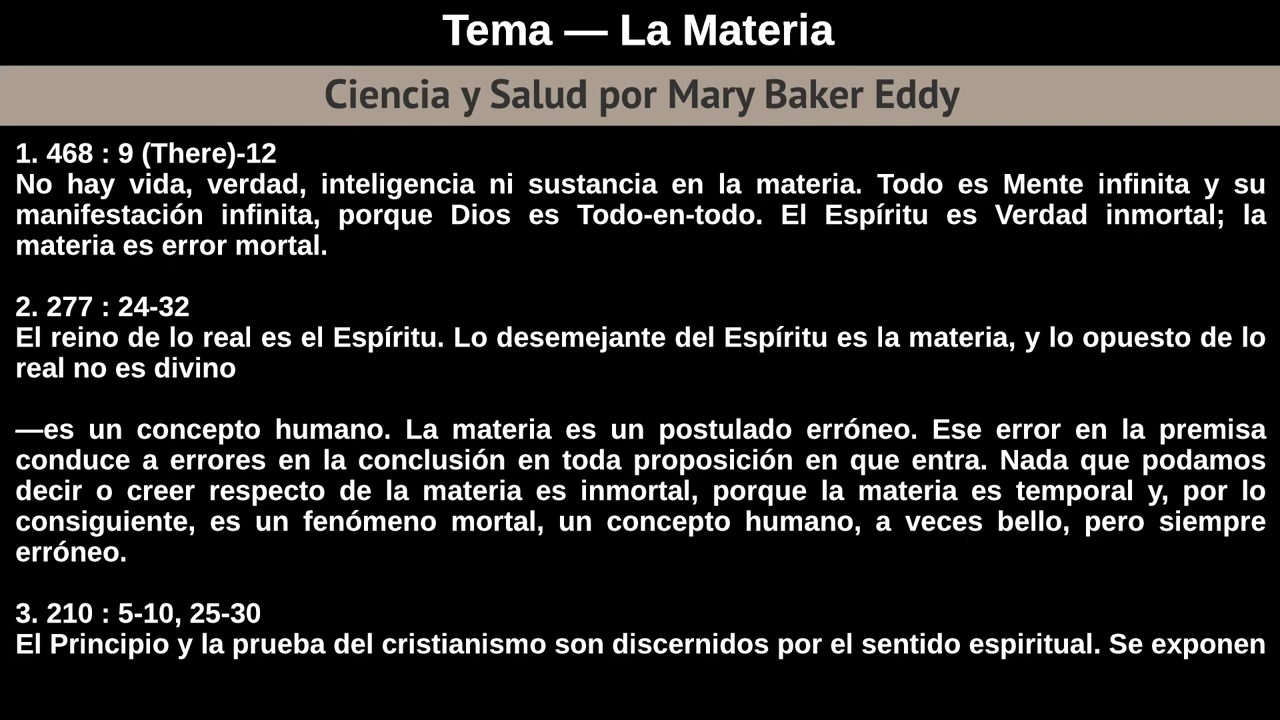 Tema — La Materia
Ciencia y Salud por Mary Baker Eddy
1. 468 : 9 (There)-12
No hay vida, verdad, inteligencia ni sustancia en la materia. Todo es Mente infinita y su
manifestación infinita, porque Dios es Todo-en-todo. El Espíritu es Verdad inmortal; la
materia es error mortal.
2. 277 : 24-32
El reino de lo real es el Espíritu. Lo desemejante del Espíritu es la materia, y lo opuesto de lo
real no es divino
—es un concepto humano. La materia es un postulado erróneo. Ese error en la premisa
conduce a errores en la conclusión en toda proposición en que entra. Nada que podamos
decir o creer respecto de la materia es inmortal, porque la materia es temporal y, por lo
consiguiente, es un fenómeno mortal, un concepto humano, a veces bello, pero siempre
erróneo.
3. 210 : 5-10, 25-30
El Principio y la prueba del cristianismo son discernidos por el sentido espiritual. Se exponen